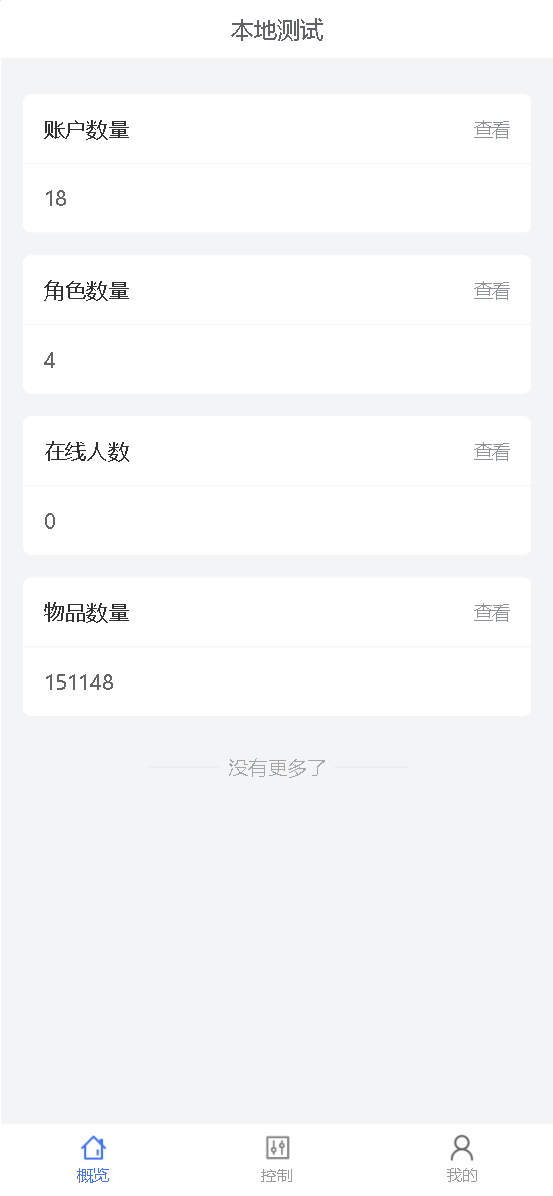 本地测试
账户数量 查看
18
角色数量 查看
4
在线人数 查看
0
物品数量 查看
151148
没有更多了
概览 控制 我的